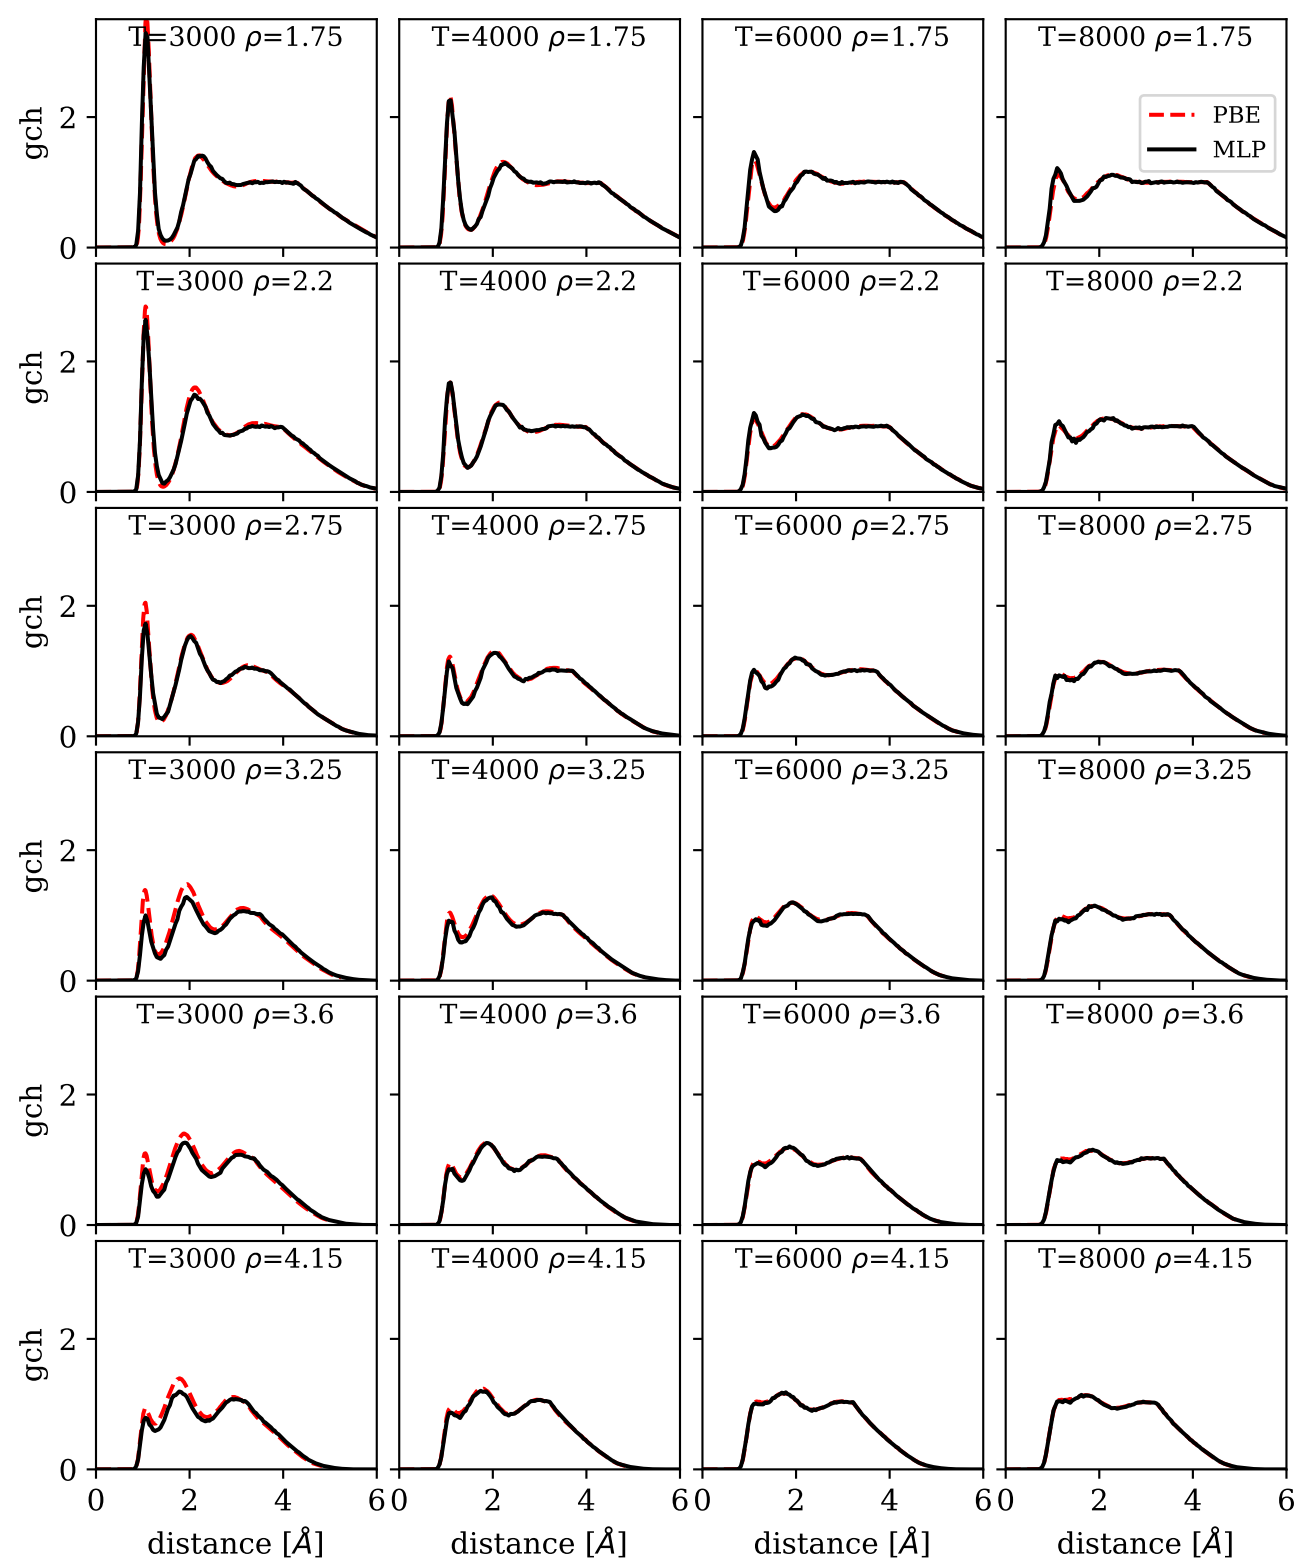 T=3000 ρ=1.75 T=4000 ρ=1.75 T=6000 ρ=1.75 T=8000 ρ=1.75
PBE
MLP
gch
2
0
T=3000 ρ=2.2 T=4000 ρ=2.2 T=6000 ρ=2.2 T=8000 ρ=2.2
gch
2
0
T=3000 ρ=2.75 T=4000 ρ=2.75 T=6000 ρ=2.75 T=8000 ρ=2.75
gch
2
0
T=3000 ρ=3.25 T=4000 ρ=3.25 T=6000 ρ=3.25 T=8000 ρ=3.25
gch
2
0
T=3000 ρ=3.6 T=4000 ρ=3.6 T=6000 ρ=3.6 T=8000 ρ=3.6
gch
2
0
T=3000 ρ=4.15 T=4000 ρ=4.15 T=6000 ρ=4.15 T=8000 ρ=4.15
gch
2
0
0 2 4 6 0 2 4 6 0 2 4 6 0 2 4 6
distance [Å] distance [Å] distance [Å] distance [Å]